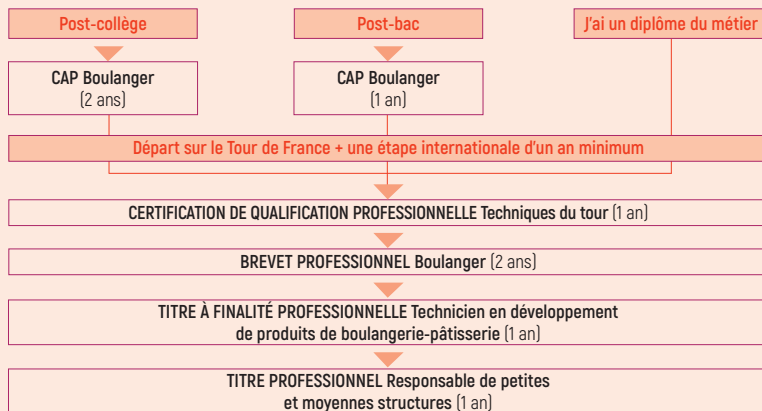 Post-collège
Post-bac
J'ai un diplôme du métier
CAP Boulanger
(2 ans)
CAP Boulanger
(1 an)
Départ sur le Tour de France + une étape internationale d'un an minimum
CERTIFICATION DE QUALIFICATION PROFESSIONNELLE Techniques du tour (1 an)
BREVET PROFESSIONNEL Boulanger (2 ans)
TITRE À FINALITÉ PROFESSIONNELLE Technicien en développement
de produits de boulangerie-pâtisserie (1 an)
TITRE PROFESSIONNEL Responsable de petites
et moyennes structures (1 an)